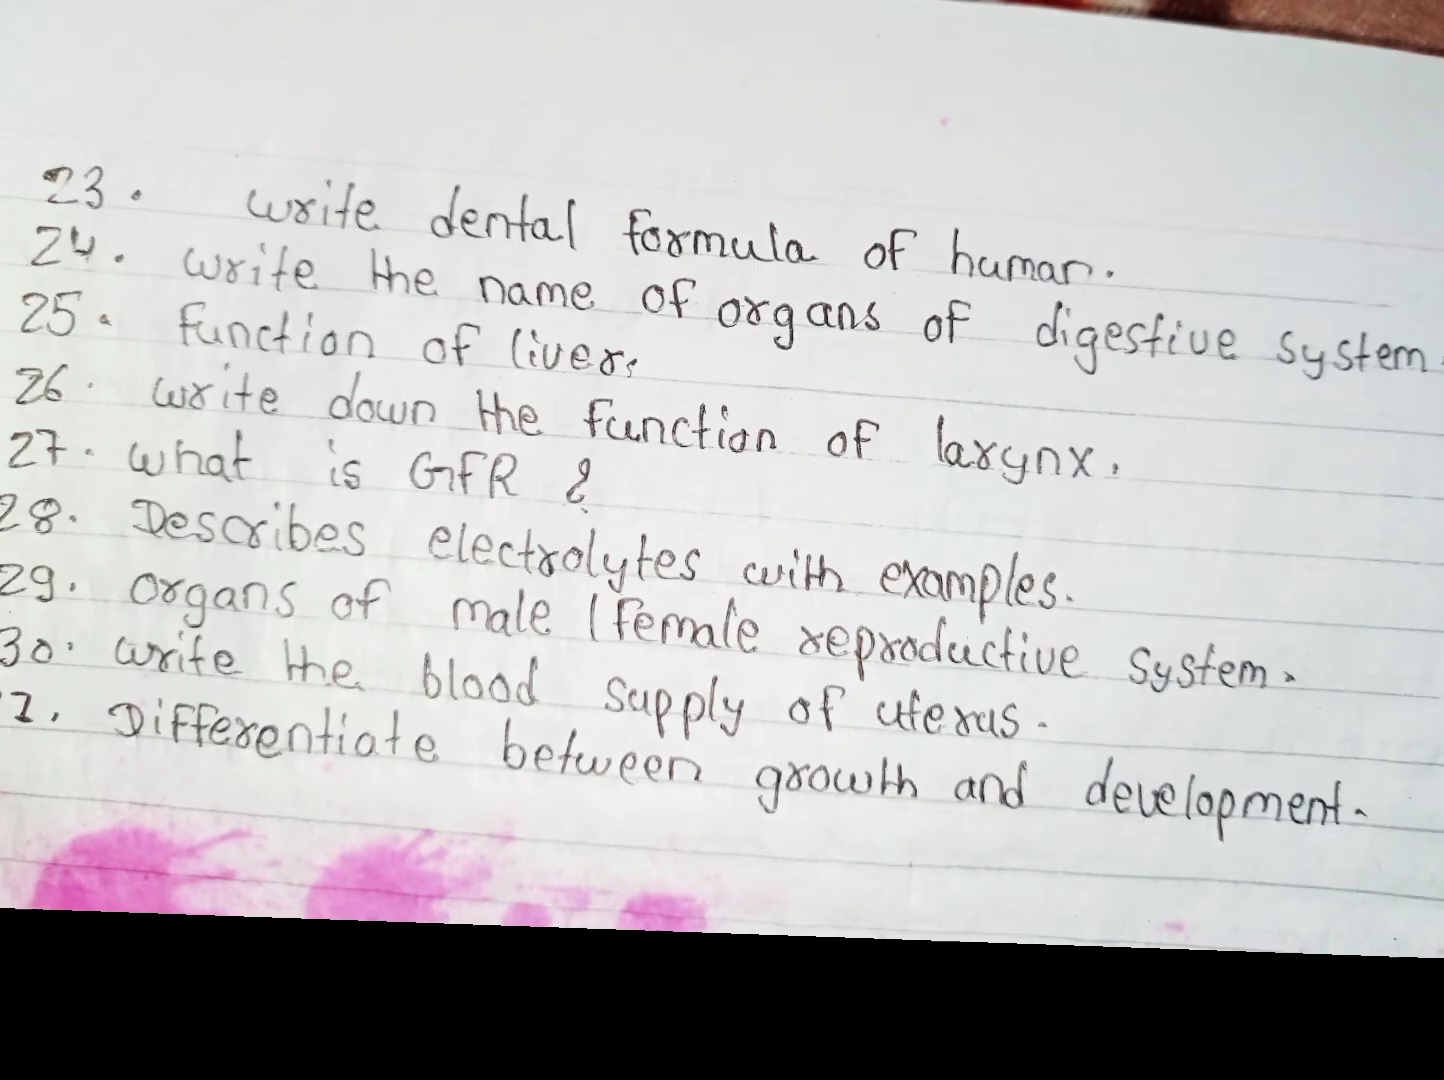 23. write dental formula of human.
24. write the name of organs of digestive system.
25. function of liver.
26. write down the function of larynx.
27. what is GFR ?
28. Describes electrolytes with examples.
29. organs of male / female reproductive system.
30. write the blood supply of uterus.
1. Differentiate between growth and development.